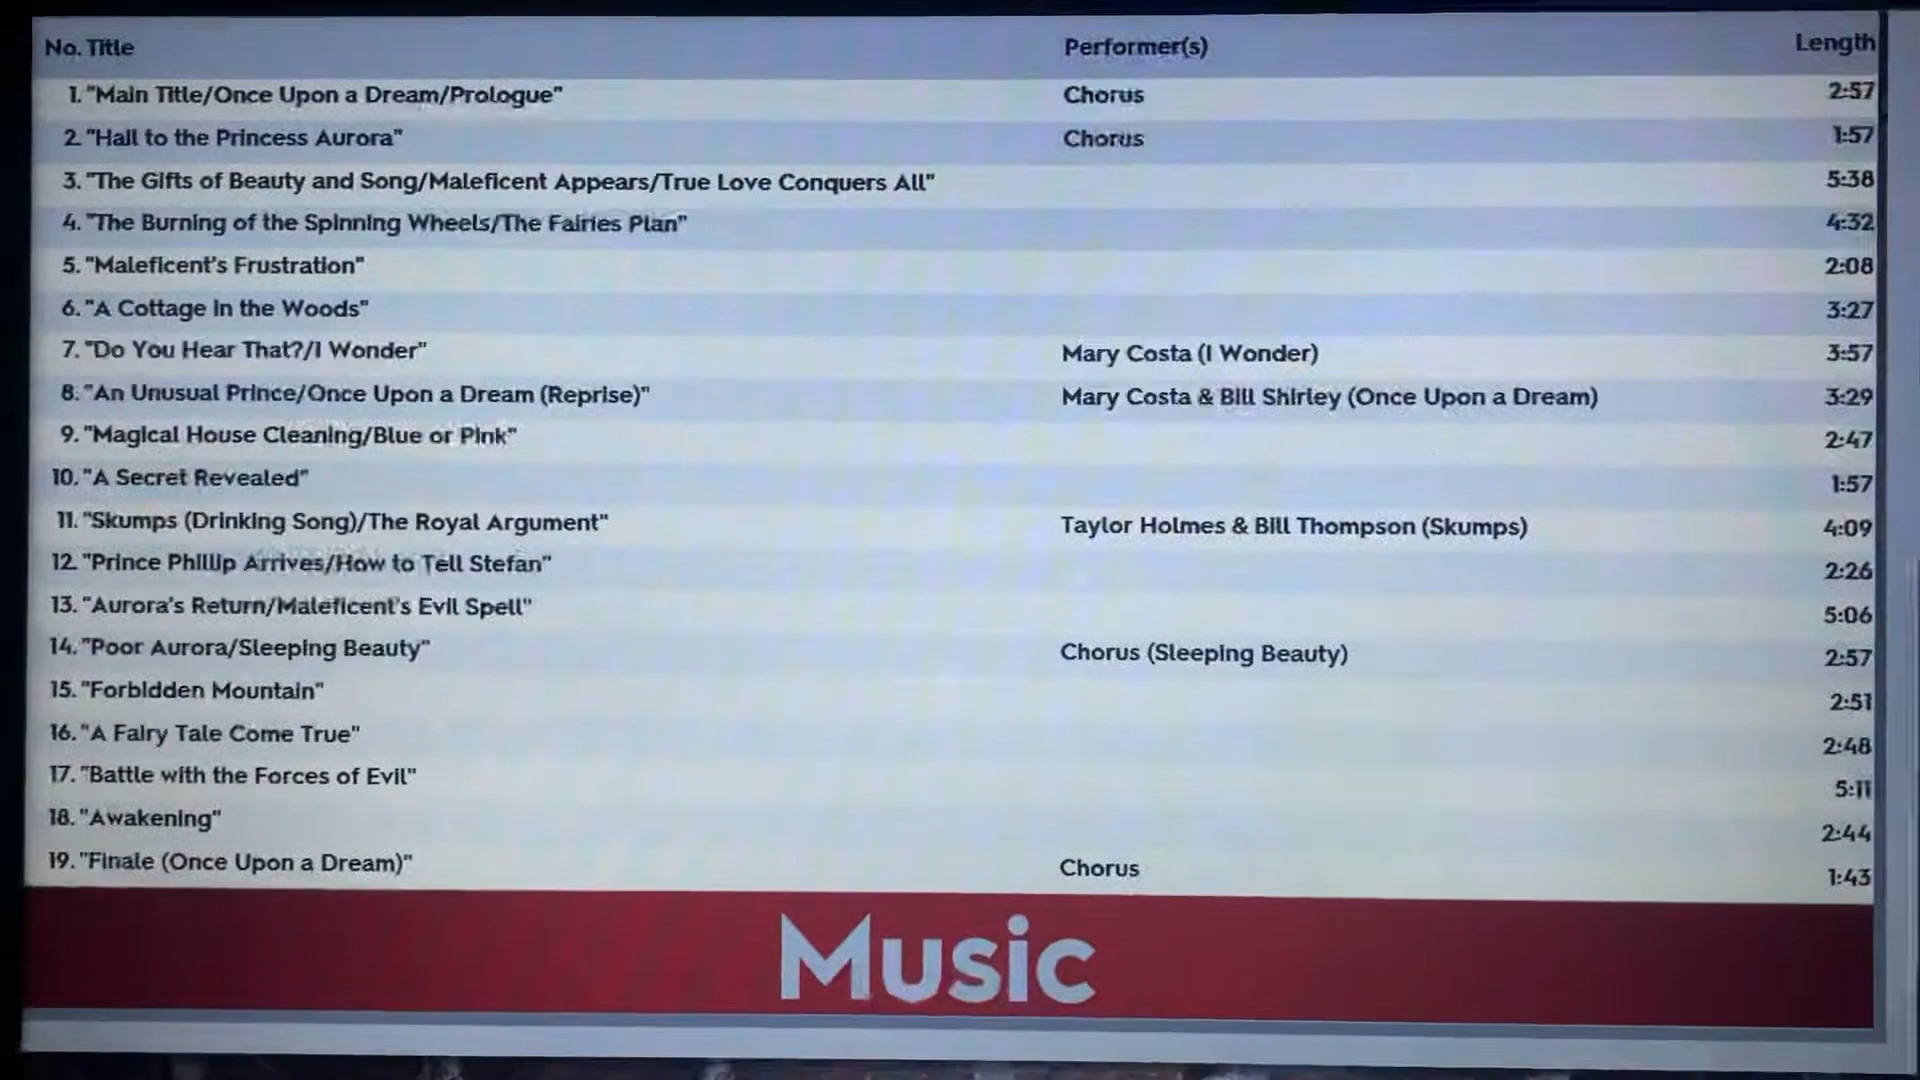 No. Title Performer(s) Length
1. "Main Title/Once Upon a Dream/Prologue" Chorus 2:57
2. "Hail to the Princess Aurora" Chorus 1:57
3. "The Gifts of Beauty and Song/Maleficent Appears/True Love Conquers All" 5:38
4. "The Burning of the Spinning Wheels/The Fairies Plan" 4:32
5. "Maleficent's Frustration" 2:08
6. "A Cottage in the Woods" 3:27
7. "Do You Hear That?/I Wonder" Mary Costa (I Wonder) 3:57
8. "An Unusual Prince/Once Upon a Dream (Reprise)" Mary Costa & Bill Shirley (Once Upon a Dream) 3:29
9. "Magical House Cleaning/Blue or Pink" 2:47
10. "A Secret Revealed" 1:57
11. "Skumps (Drinking Song)/The Royal Argument" Taylor Holmes & Bill Thompson (Skumps) 4:09
12. "Prince Phillip Arrives/How to Tell Stefan" 2:26
13. "Aurora's Return/Maleficent's Evil Spell" 5:06
14. "Poor Aurora/Sleeping Beauty" Chorus (Sleeping Beauty) 2:57
15. "Forbidden Mountain" 2:51
16. "A Fairy Tale Come True" 2:48
17. "Battle with the Forces of Evil" 5:11
18. "Awakening" 2:44
19. "Finale (Once Upon a Dream)" Chorus 1:43
Music